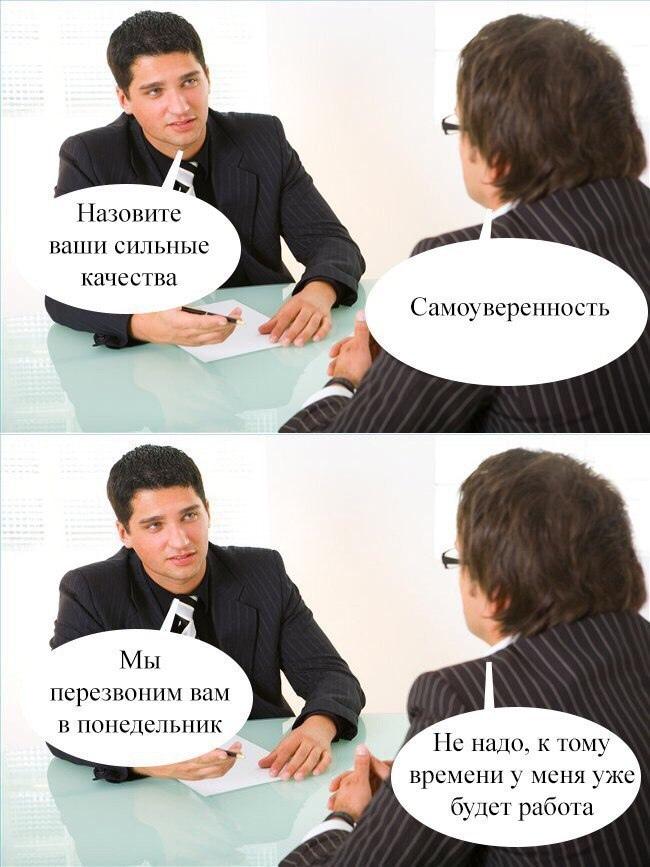 Назовите
ваши сильные
качества
Самоуверенность
Мы
перезвоним вам
в понедельник
Не надо, к тому
времени у меня уже
будет работа